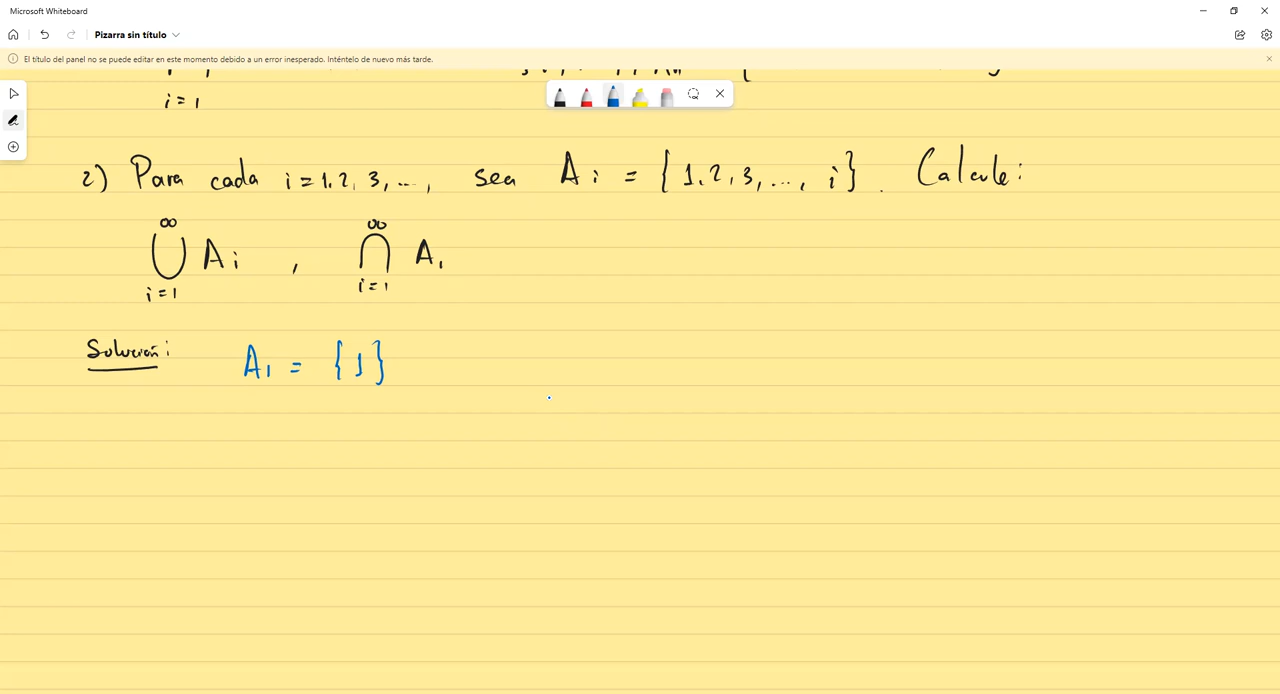 Microsoft Whiteboard
Pizarra sin título
El título del panel no se puede editar en este momento debido a un error inesperado. Inténtelo de nuevo más tarde.
i = 1
2) Para cada i = 1, 2, 3, ..., sea A i = { 1, 2, 3, ..., i }. Calcule:
∞ ∞
⋃ A i , ⋂ A i
i = 1 i = 1
Solución: A₁ = { 1 }